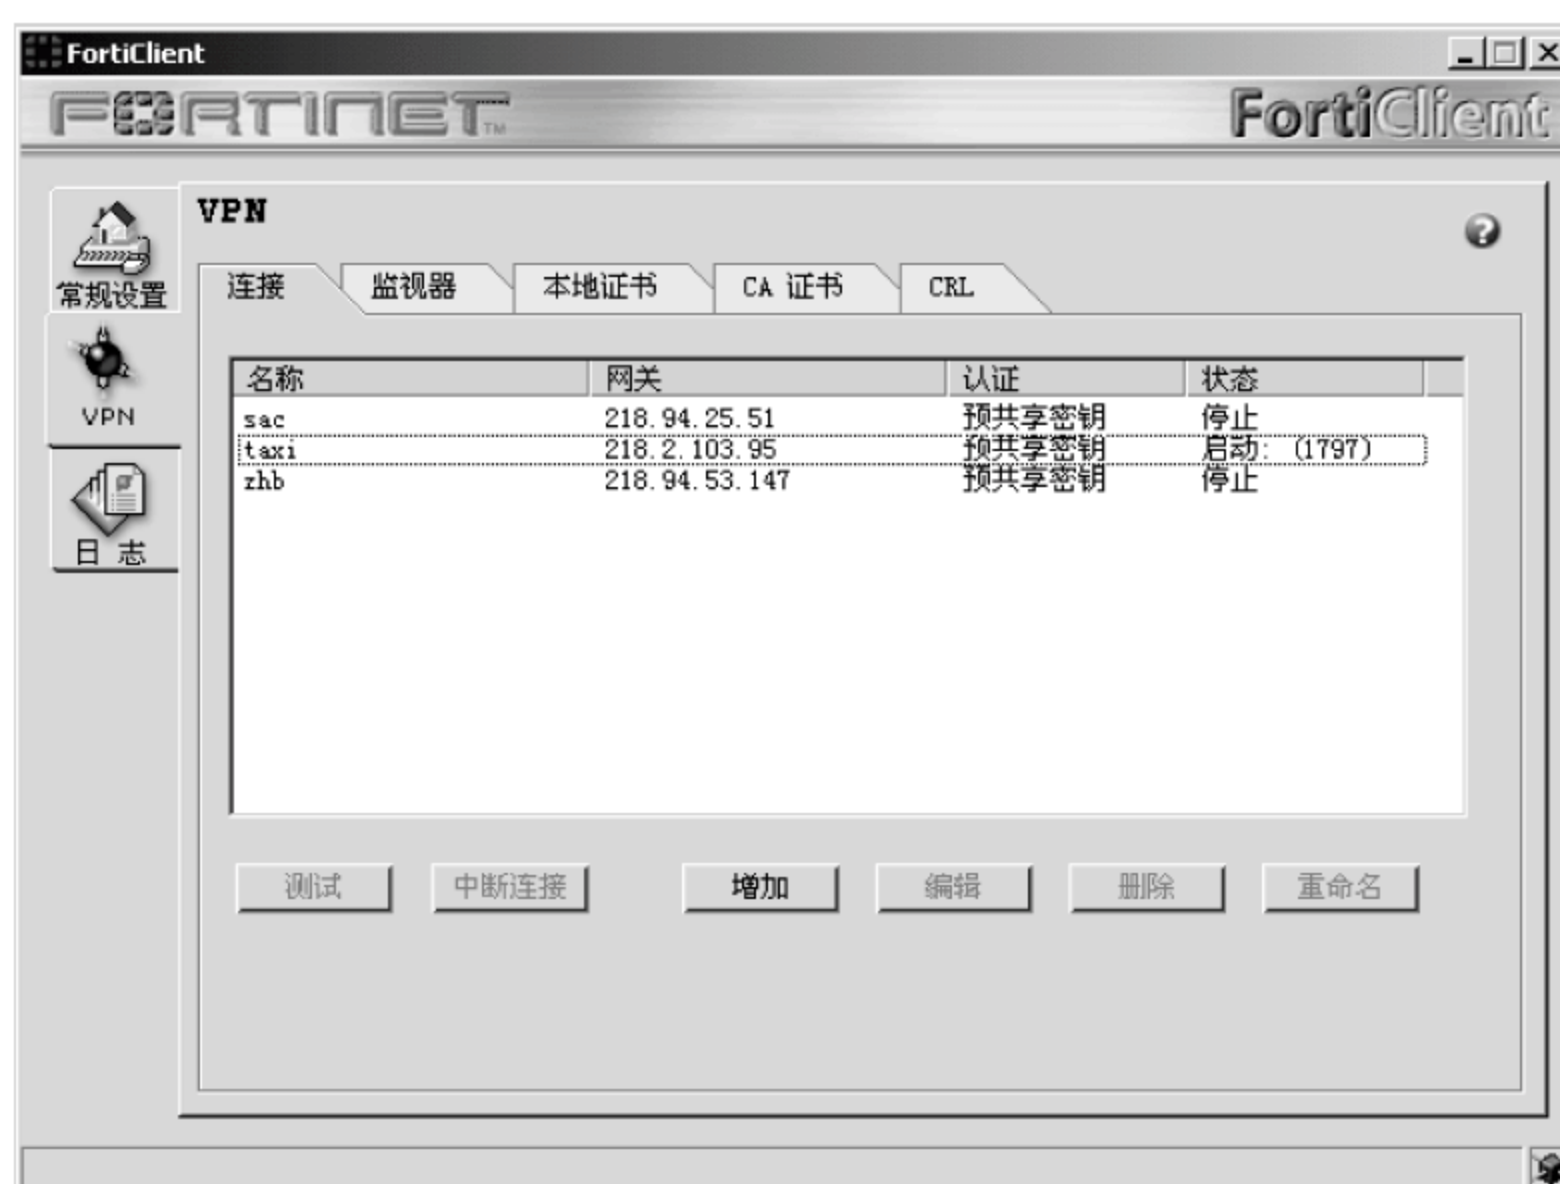 FortiClient
FORTINET TM
FortiClient
VPN
常规设置
VPN
日 志
连接 监视器 本地证书 CA 证书 CRL
名称 网关 认证 状态
sac 218.94.25.51 预共享密钥 停止
taxi 218.2.103.95 预共享密钥 启动: (1797)
zhb 218.94.53.147 预共享密钥 停止
测试 中断连接 增加 编辑 删除 重命名